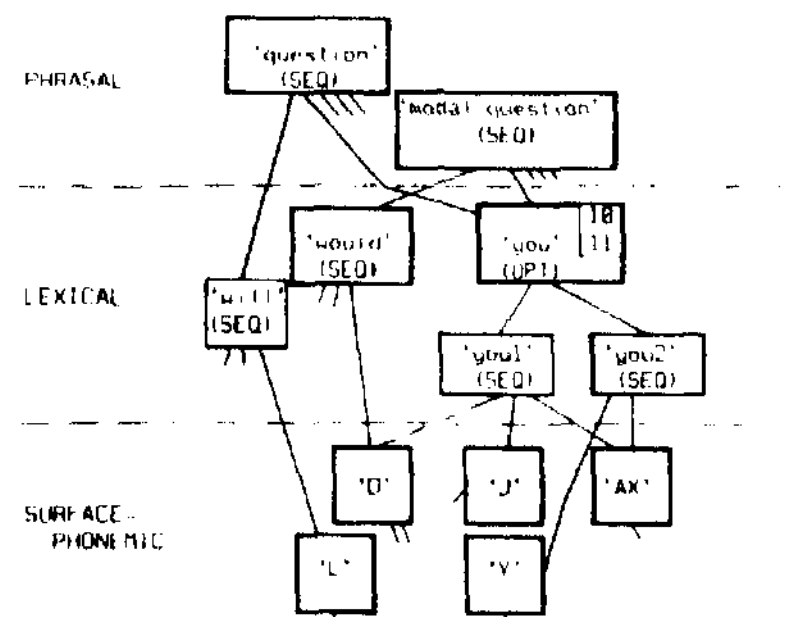 'question'
(SEQ)
PHRASAL
'modal question'
(SEQ)
'would'
(SEQ)
'you'
(OPT)
10
11
LEXICAL
'will'
(SEQ)
'you1'
(SEQ)
'you2'
(SEQ)
'D'
'J'
'AX'
SURFACE-
PHONEMIC
'L'
'Y'